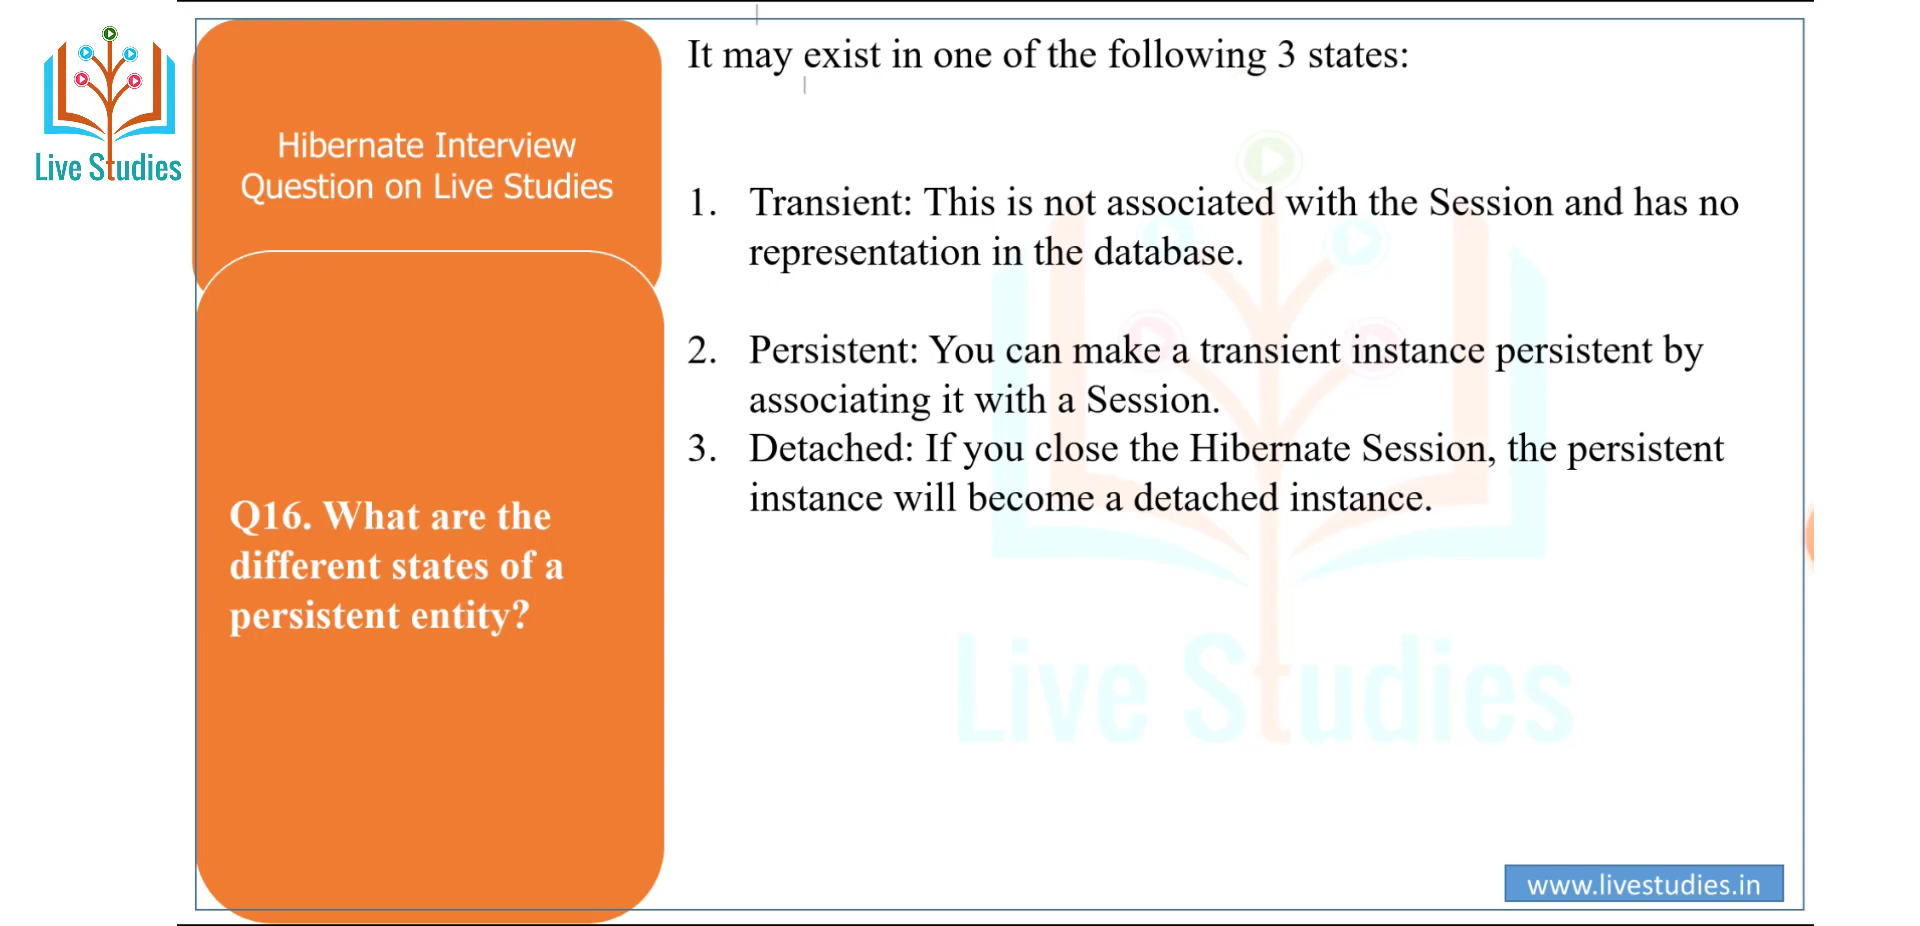 Live Studies
Hibernate Interview
Question on Live Studies
Q16. What are the
different states of a
persistent entity?
It may exist in one of the following 3 states:
1. Transient: This is not associated with the Session and has no
representation in the database.
2. Persistent: You can make a transient instance persistent by
associating it with a Session.
3. Detached: If you close the Hibernate Session, the persistent
instance will become a detached instance.
Live Studies
www.livestudies.in